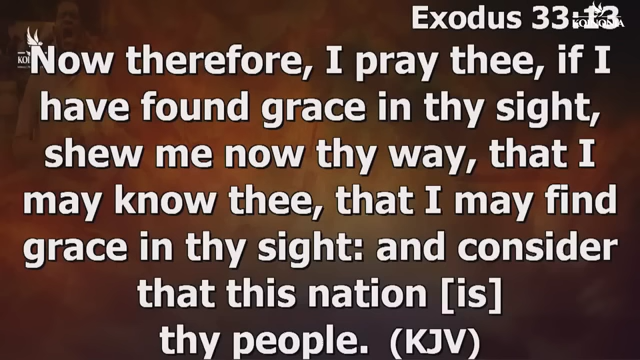 Exodus 33:13
Now therefore, I pray thee, if I
have found grace in thy sight,
shew me now thy way, that I
may know thee, that I may find
grace in thy sight: and consider
that this nation [is]
thy people. (KJV)